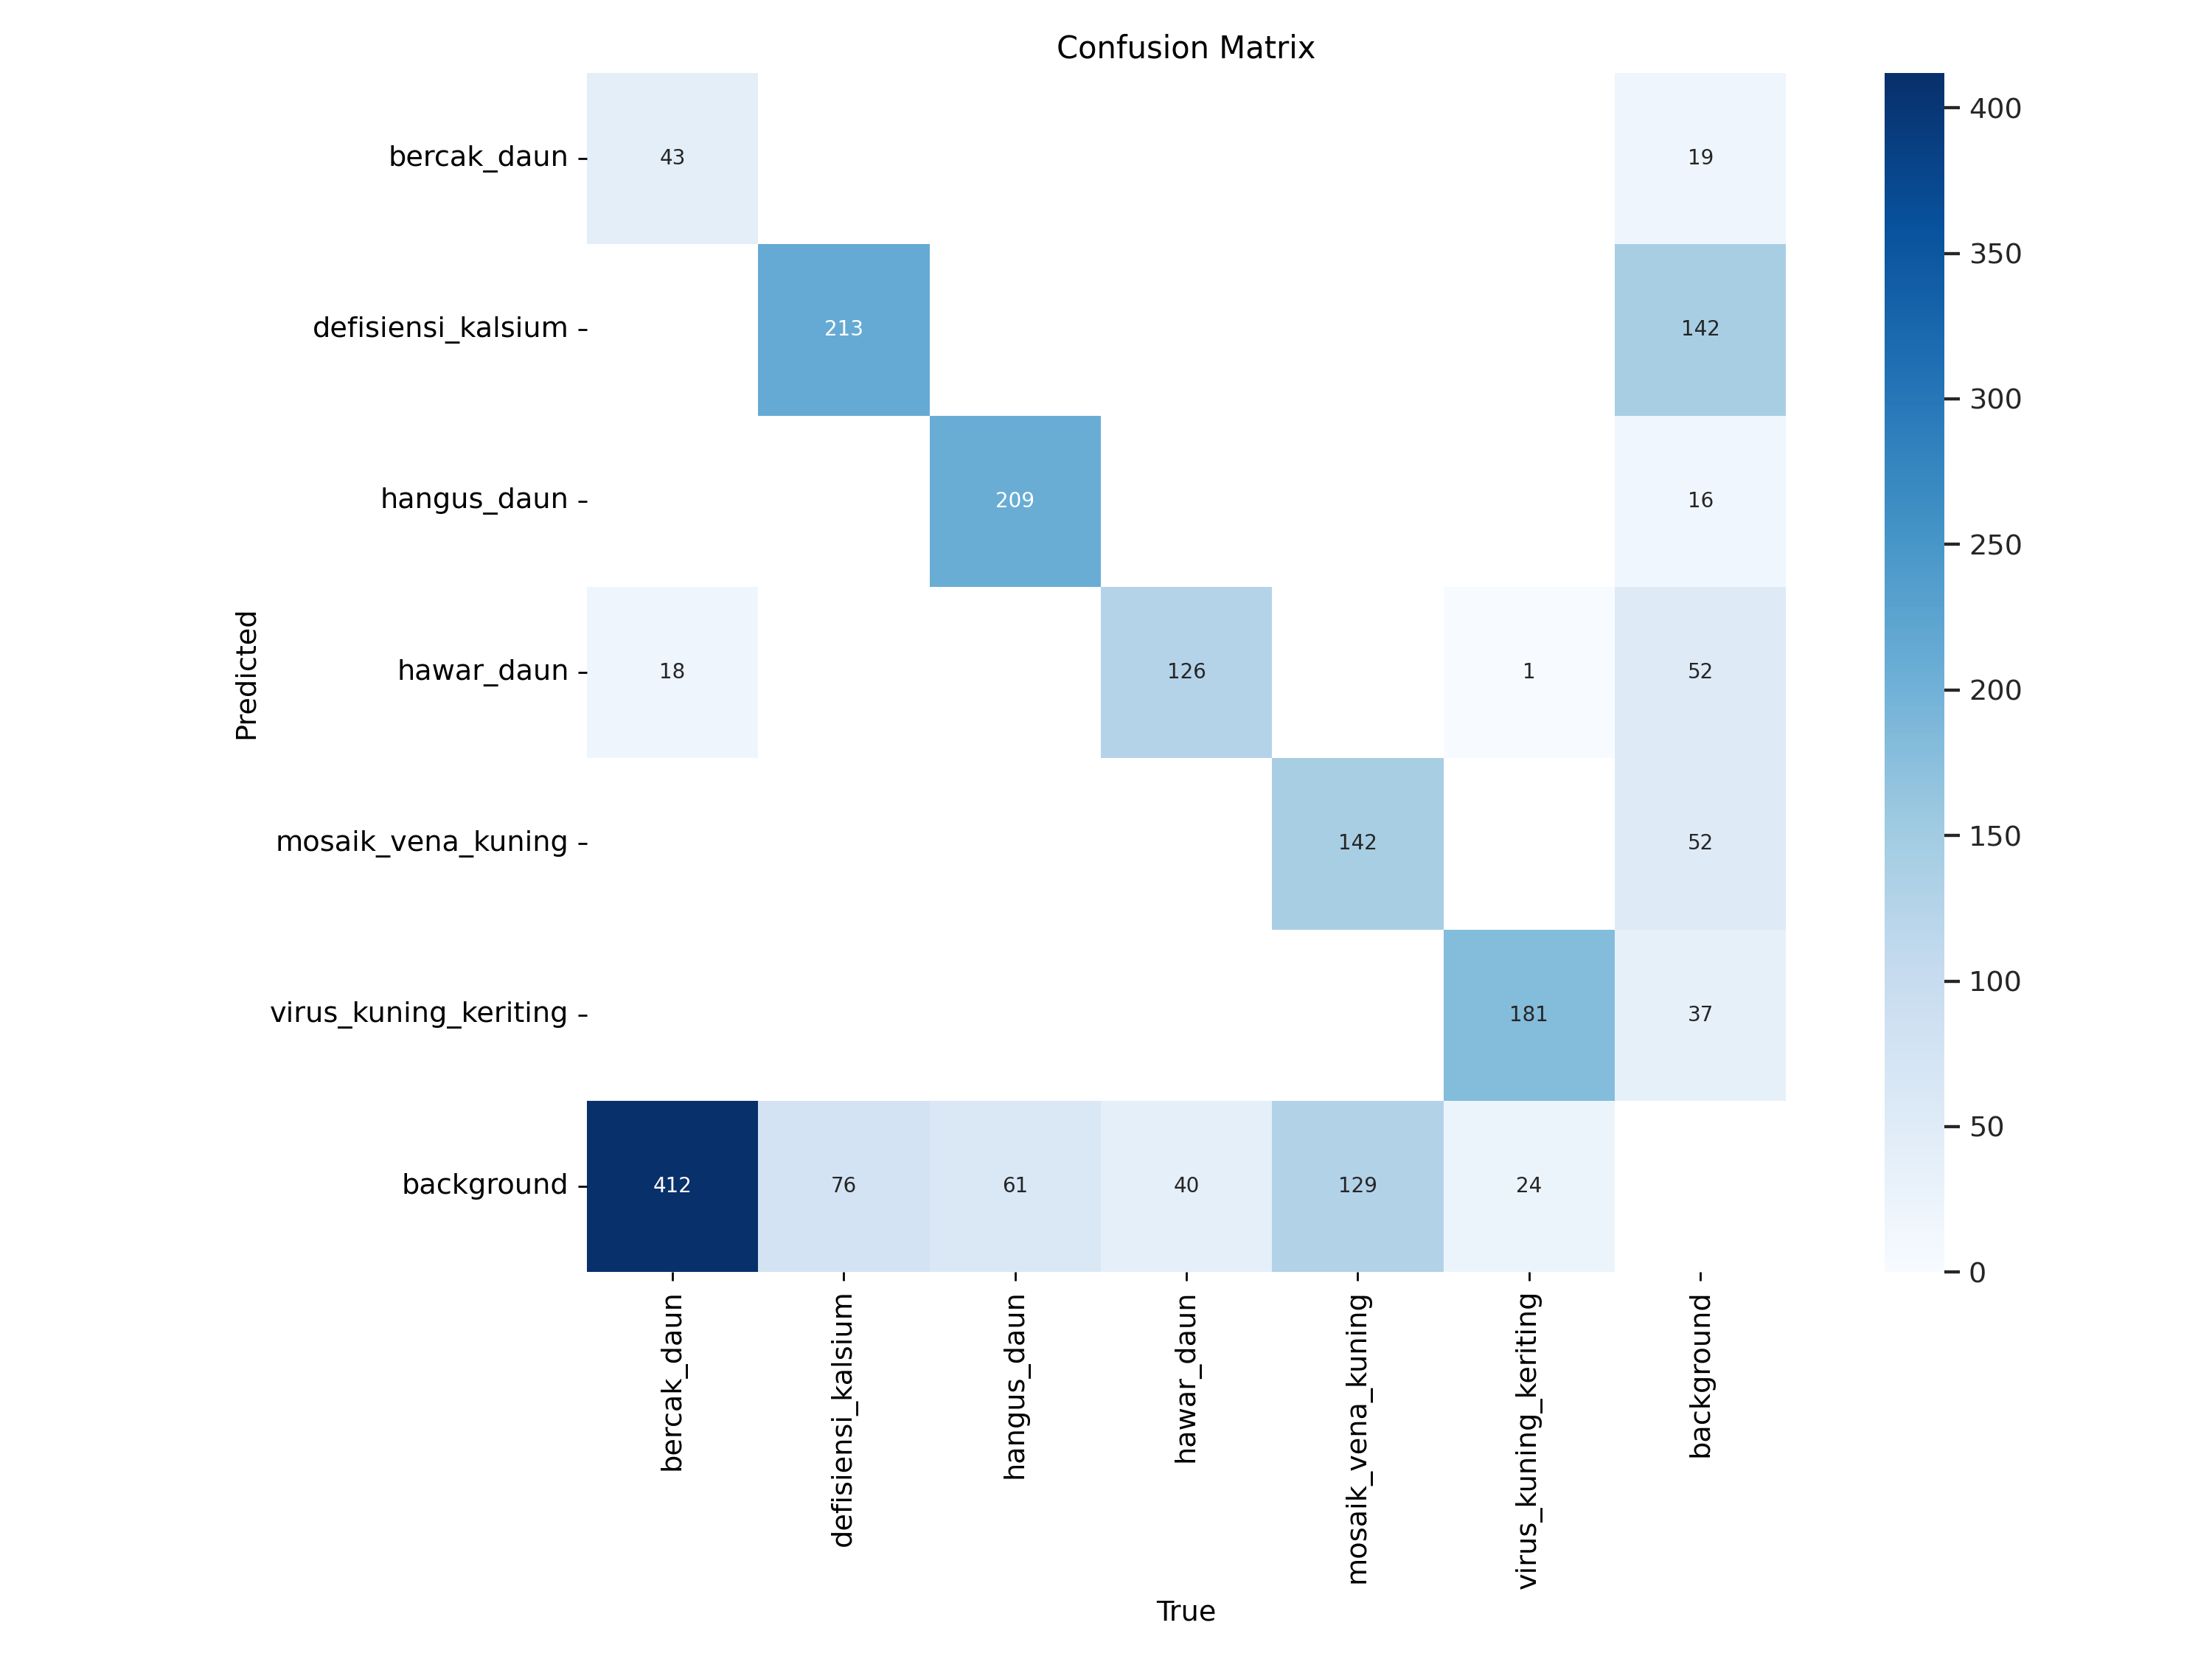 Confusion Matrix
Predicted
bercak_daun
43
19
defisiensi_kalsium
213
142
hangus_daun
209
16
hawar_daun
18
126
1
52
mosaik_vena_kuning
142
52
virus_kuning_keriting
181
37
background
412
76
61
40
129
24
bercak_daun
defisiensi_kalsium
hangus_daun
hawar_daun
mosaik_vena_kuning
virus_kuning_keriting
background
True
400
350
300
250
200
150
100
50
0